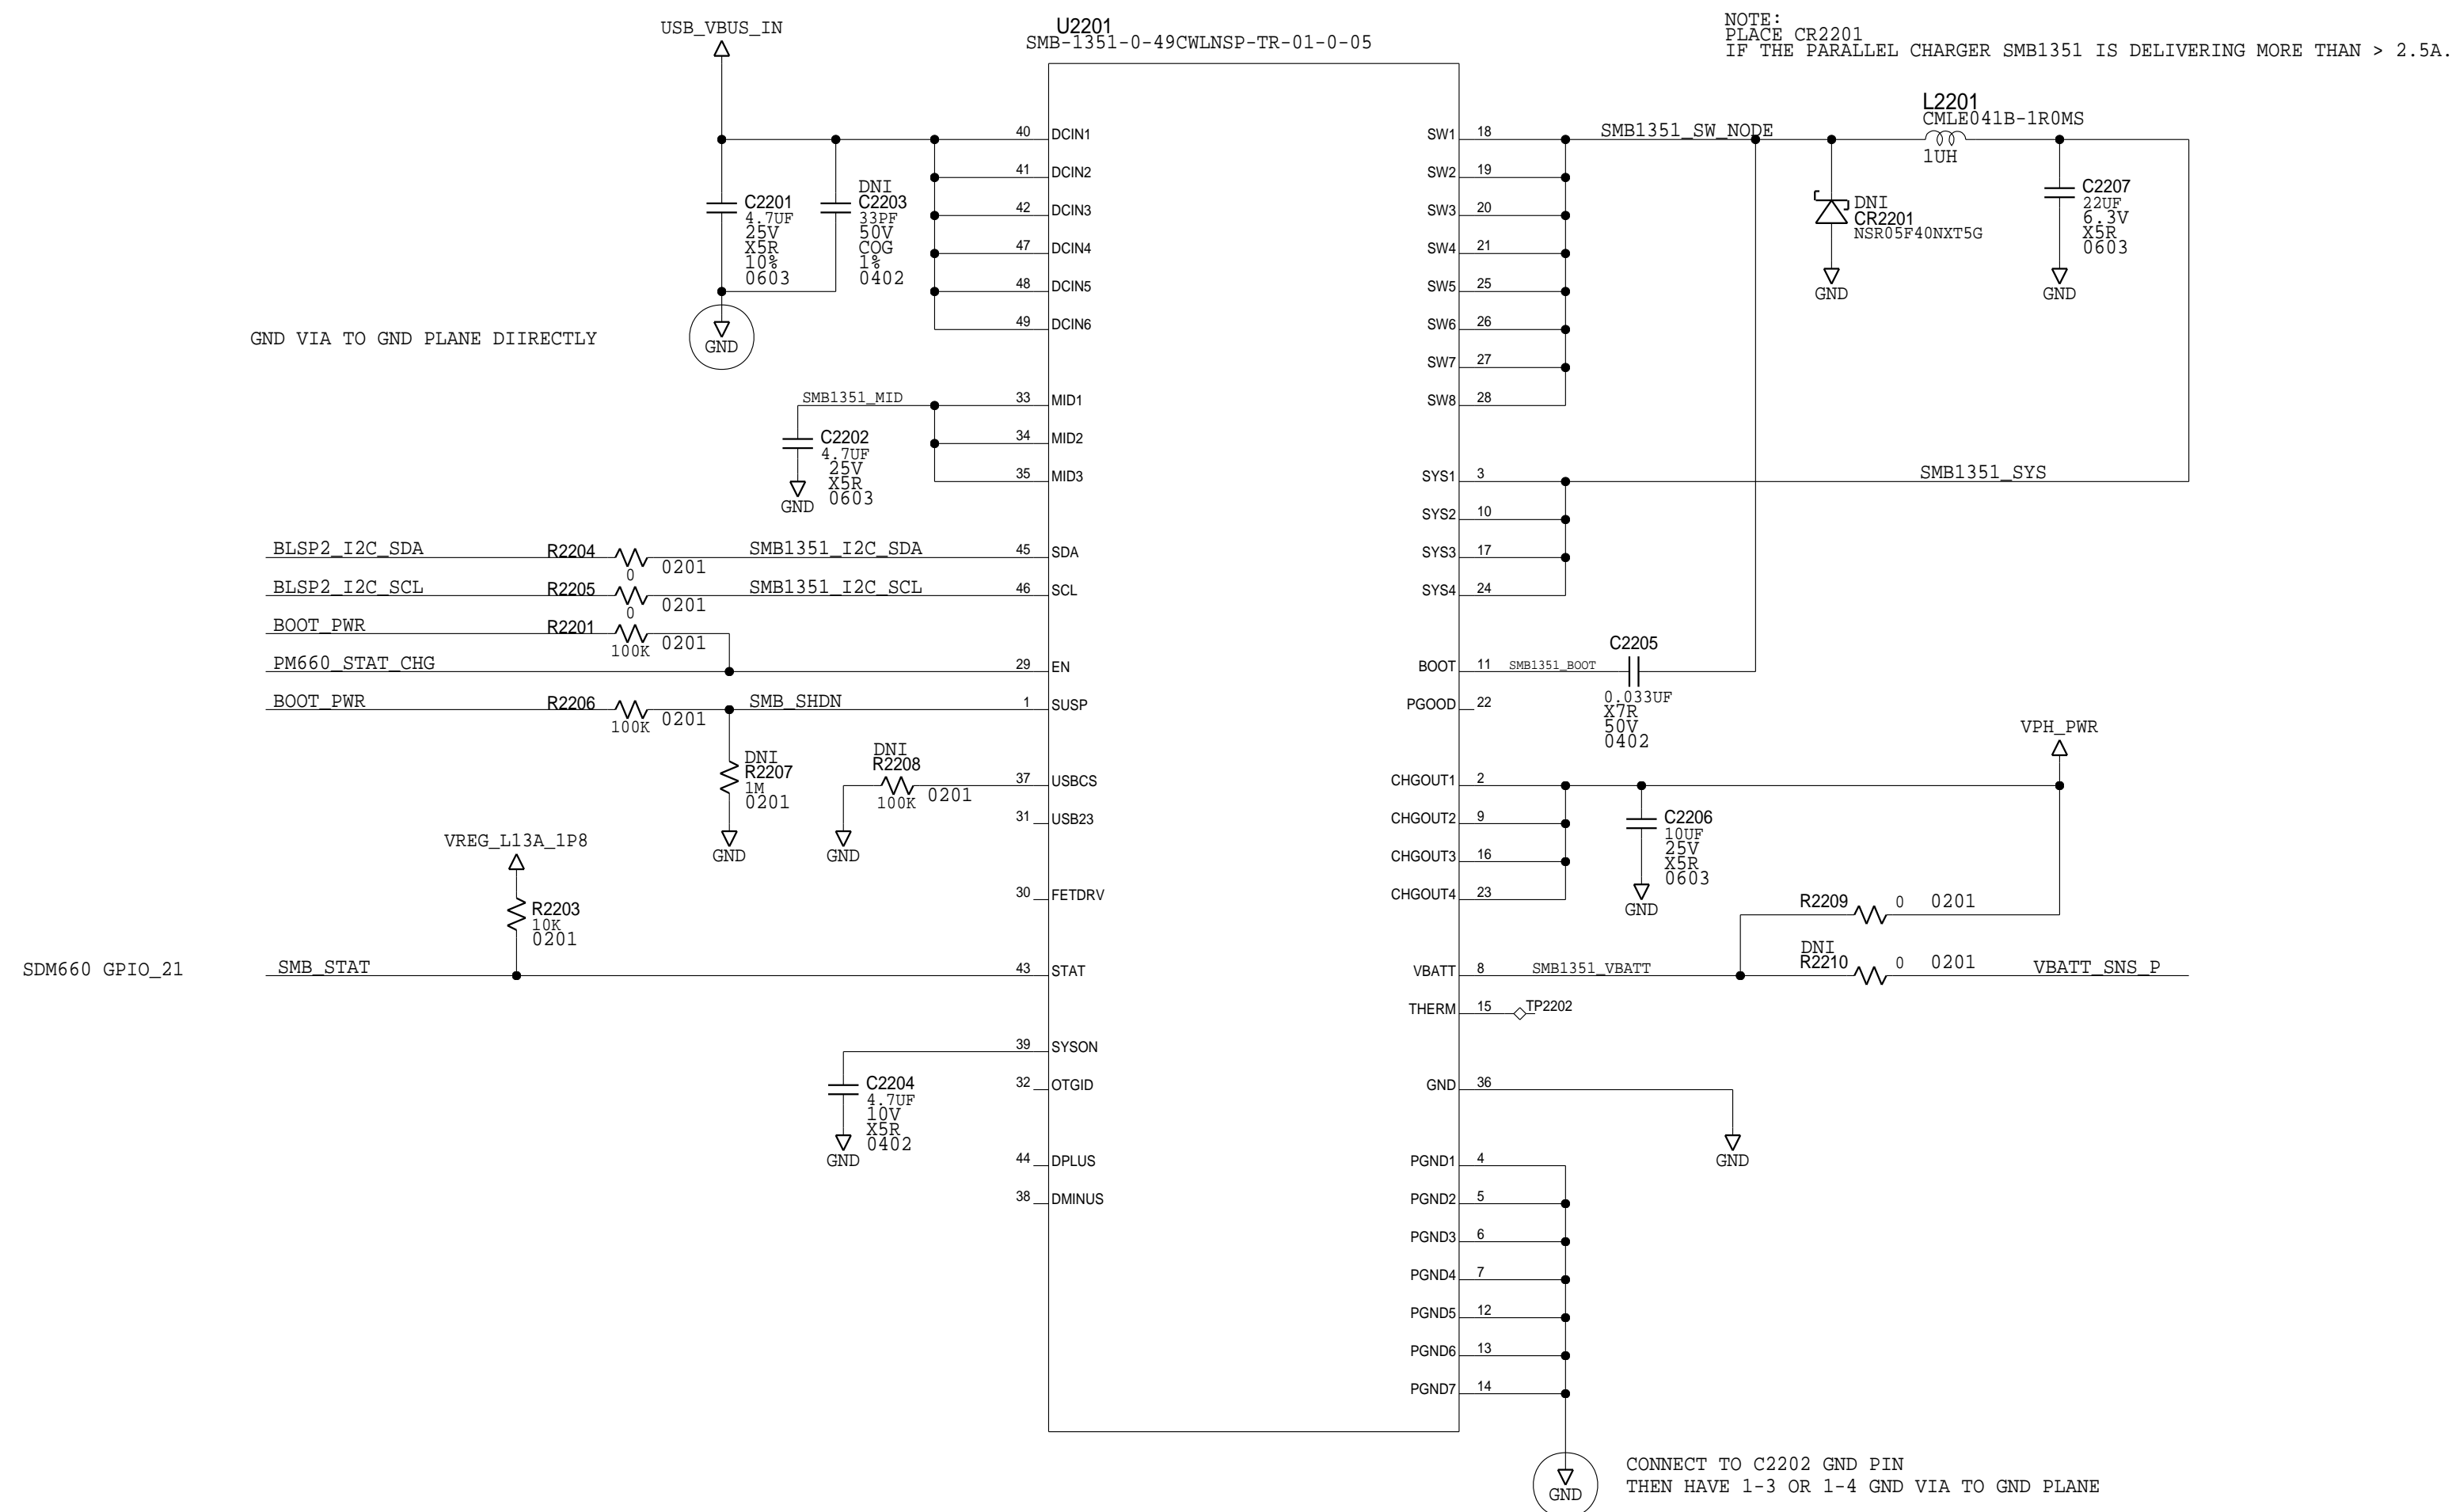 USB_VBUS_IN
U2201
SMB-1351-0-49CWLNSP-TR-01-0-05
NOTE:
PLACE CR2201
IF THE PARALLEL CHARGER SMB1351 IS DELIVERING MORE THAN > 2.5A.
40 DCIN1
41 DCIN2
42 DCIN3
47 DCIN4
48 DCIN5
49 DCIN6
C2201
4.7UF
25V
X5R
10%
0603
DNI
C2203
33PF
50V
COG
1%
0402
GND
GND VIA TO GND PLANE DIIRECTLY
SMB1351_MID
33 MID1
34 MID2
35 MID3
C2202
4.7UF
25V
X5R
0603
GND
BLSP2_I2C_SDA R2204 0 0201 SMB1351_I2C_SDA 45 SDA
BLSP2_I2C_SCL R2205 0 0201 SMB1351_I2C_SCL 46 SCL
BOOT_PWR R2201 100K 0201
PM660_STAT_CHG 29 EN
BOOT_PWR R2206 100K 0201 SMB_SHDN 1 SUSP
DNI
R2207
1M
0201
GND
DNI
R2208
100K 0201
GND
37 USBCS
31 USB23
VREG_L13A_1P8
R2203
10K
0201
30 FETDRV
SDM660 GPIO_21 SMB_STAT 43 STAT
39 SYSON
32 OTGID
C2204
4.7UF
10V
X5R
0402
GND
44 DPLUS
38 DMINUS
SW1 18 SMB1351_SW_NODE
SW2 19
SW3 20
SW4 21
SW5 25
SW6 26
SW7 27
SW8 28
L2201
CMLE041B-1R0MS
1UH
DNI
CR2201
NSR05F40NXT5G
GND
C2207
22UF
6.3V
X5R
0603
GND
SYS1 3 SMB1351_SYS
SYS2 10
SYS3 17
SYS4 24
BOOT 11 SMB1351_BOOT
C2205
0.033UF
X7R
50V
0402
PGOOD 22
VPH_PWR
CHGOUT1 2
CHGOUT2 9
CHGOUT3 16
CHGOUT4 23
C2206
10UF
25V
X5R
0603
GND
R2209 0 0201
DNI
R2210 0 0201 VBATT_SNS_P
VBATT 8 SMB1351_VBATT
THERM 15 TP2202
GND 36
GND
PGND1 4
PGND2 5
PGND3 6
PGND4 7
PGND5 12
PGND6 13
PGND7 14
GND
CONNECT TO C2202 GND PIN
THEN HAVE 1-3 OR 1-4 GND VIA TO GND PLANE